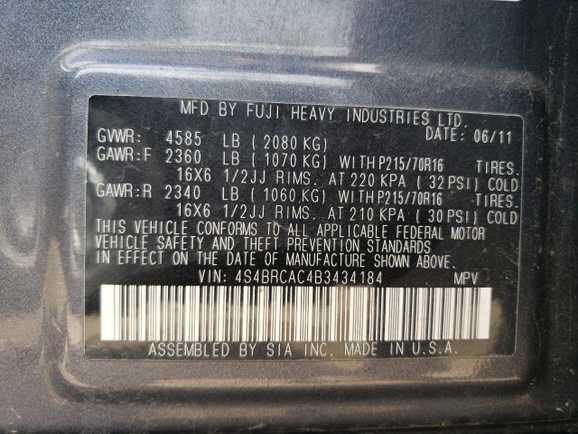 MFD BY FUJI HEAVY INDUSTRIES LTD.
DATE: 06/11
GVWR: 4585 LB ( 2080 KG)
GAWR:F 2360 LB ( 1070 KG) WITH P215/70R16 TIRES.
16X6 1/2JJ RIMS. AT 220 KPA ( 32 PSI) COLD
GAWR:R 2340 LB ( 1060 KG) WITH P215/70R16 TIRES.
16X6 1/2JJ RIMS. AT 210 KPA ( 30 PSI) COLD
THIS VEHICLE CONFORMS TO ALL APPLICABLE FEDERAL MOTOR
VEHICLE SAFETY AND THEFT PREVENTION STANDARDS
IN EFFECT ON THE DATE OF MANUFACTURE SHOWN ABOVE.
VIN: 4S4BRCAC4B3434184 MPV
ASSEMBLED BY SIA INC. MADE IN U.S.A.